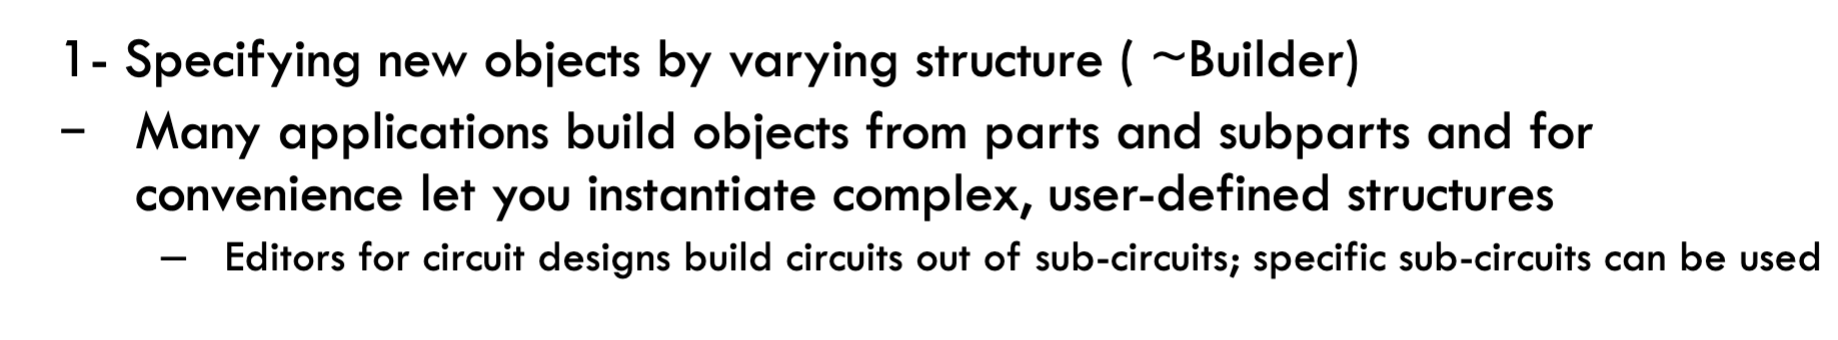 1- Specifying new objects by varying structure ( ~Builder)
– Many applications build objects from parts and subparts and for
convenience let you instantiate complex, user-defined structures
– Editors for circuit designs build circuits out of sub-circuits; specific sub-circuits can be used